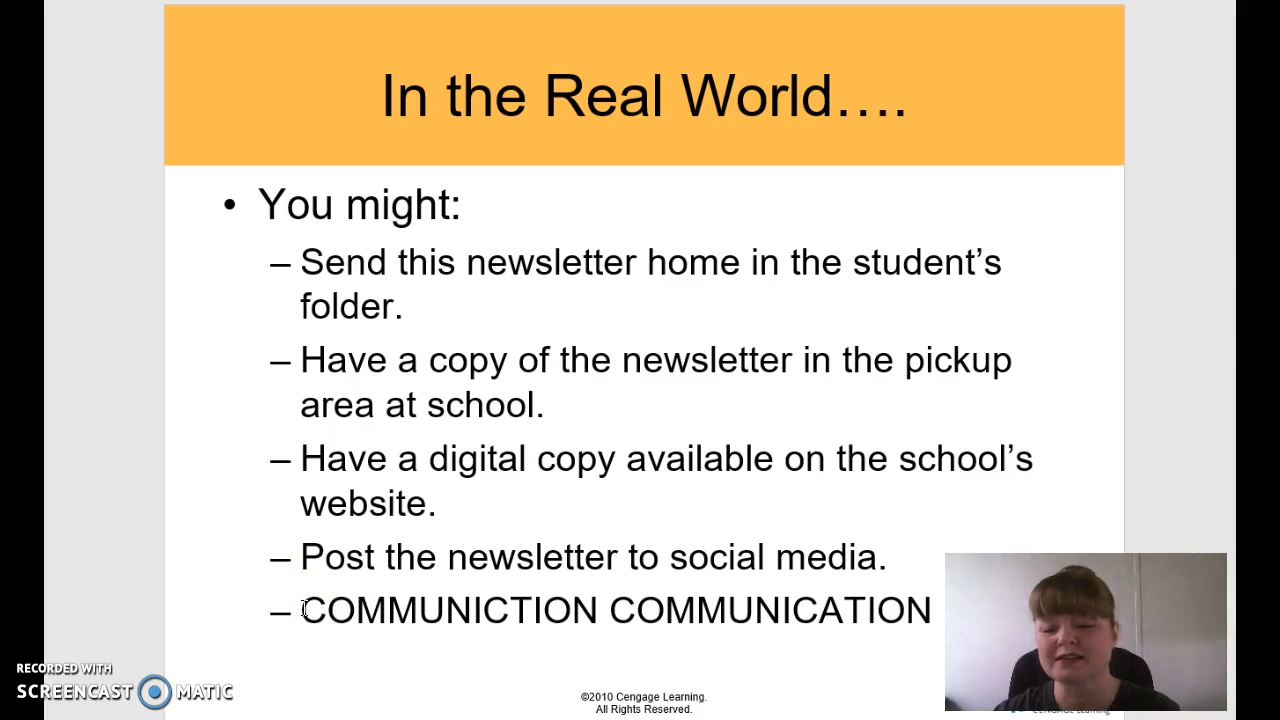 In the Real World….
• You might:
– Send this newsletter home in the student’s
folder.
– Have a copy of the newsletter in the pickup
area at school.
– Have a digital copy available on the school’s
website.
– Post the newsletter to social media.
– COMMUNICTION COMMUNICATION
RECORDED WITH
SCREENCAST MATIC
©2010 Cengage Learning.
All Rights Reserved.